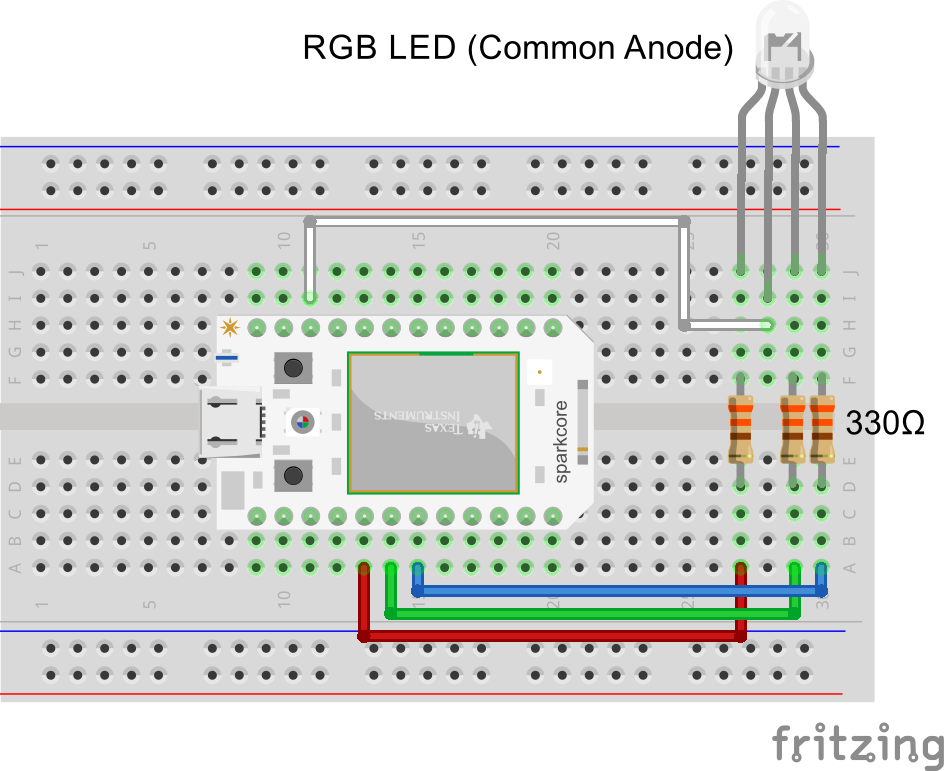 RGB LED (Common Anode)
1 5 10 15 20 25 30
J J
I I
H H
G G
F F
330Ω
TEXAS
INSTRUMENTS
sparkcore
E E
D D
C C
B B
A A
1 5 10 15 20 25 30
fritzing